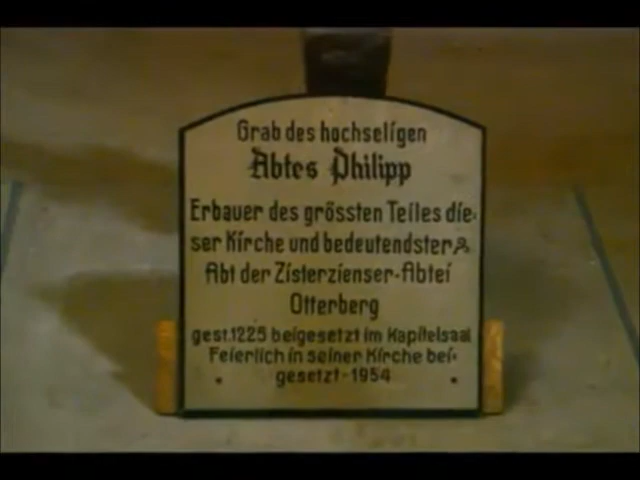 Grab des hochseligen
Abtes Philipp
Erbauer des grössten Teiles die-
ser Kirche und bedeutendster
Abt der Zisterzienser-Abtei
Otterberg
gest.1225 beigesetzt im Kapitelsaal
Feierlich in seiner Kirche bei-
gesetzt-1954